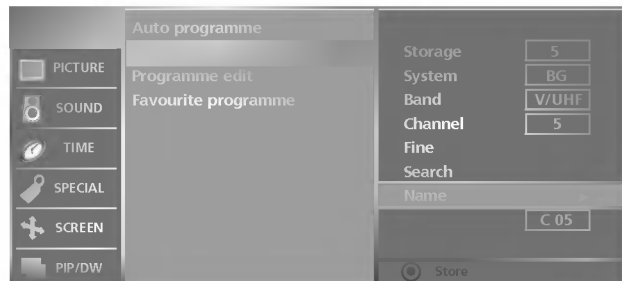 PICTURE
SOUND
TIME
SPECIAL
SCREEN
PIP/DW
Auto programme
Programme edit
Favourite programme
Storage 5
System BG
Band V/UHF
Channel 5
Fine
Search
Name
C 05
Store